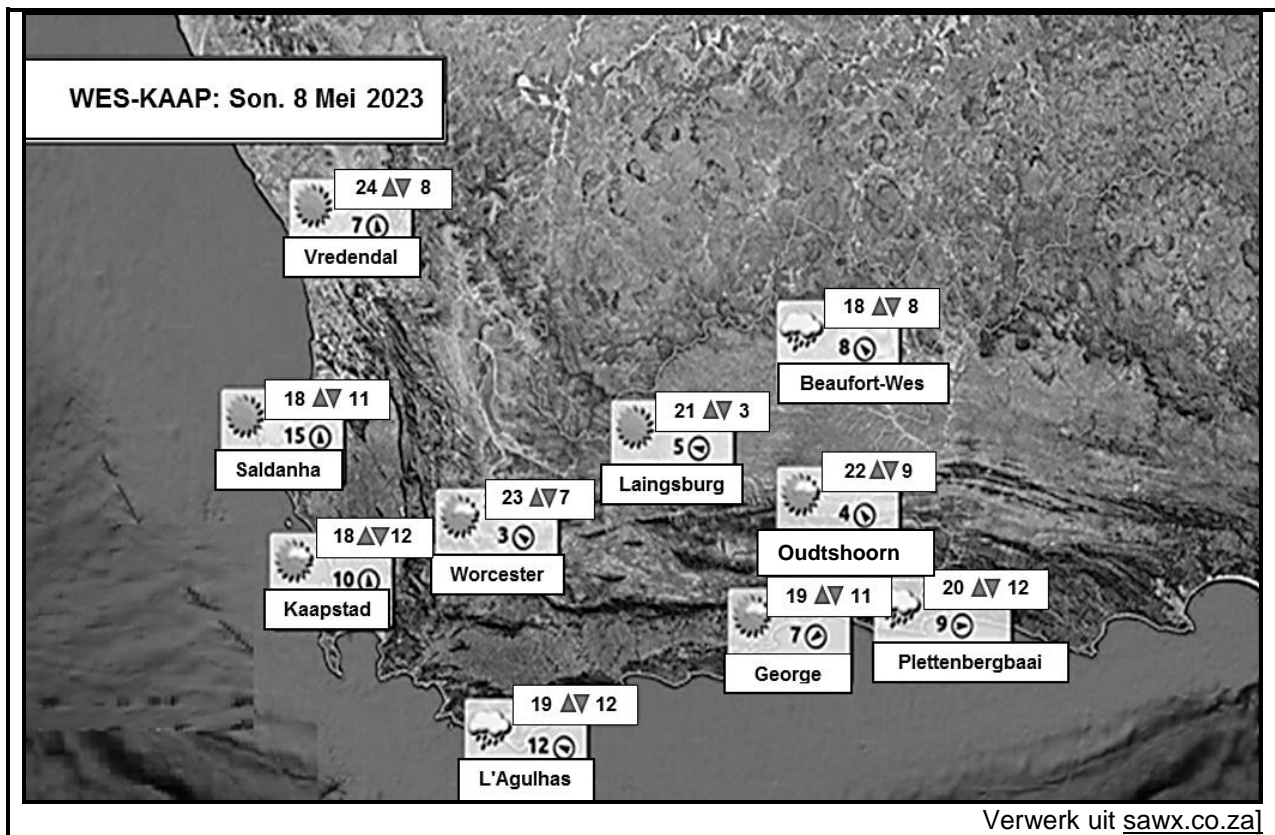 WES-KAAP: Son. 8 Mei 2023
24 ▲▼ 8
7
Vredendal
18 ▲▼ 8
8
Beaufort-Wes
18 ▲▼ 11
15
Saldanha
21 ▲▼ 3
5
Laingsburg
22 ▲▼ 9
4
Oudtshoorn
23 ▲▼ 7
3
Worcester
18 ▲▼ 12
10
Kaapstad
19 ▲▼ 11
7
George
20 ▲▼ 12
9
Plettenbergbaai
19 ▲▼ 12
12
L'Agulhas
Verwerk uit sawx.co.za]